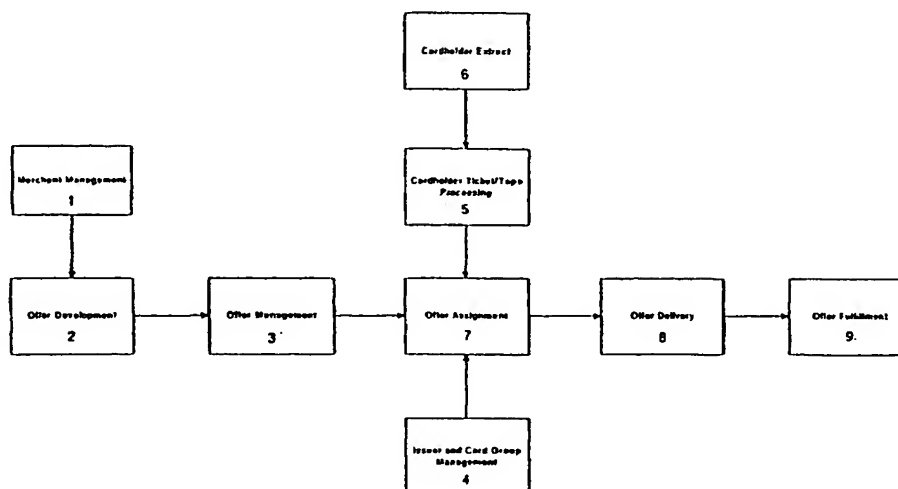 Cardholder Extract
6
Merchant Management
1
Cardholder Ticket/Tape
Processing
5
Offer Development
2
Offer Management
3
Offer Assignment
7
Offer Delivery
8
Offer Fulfillment
9
Issuer and Card Group
Management
4